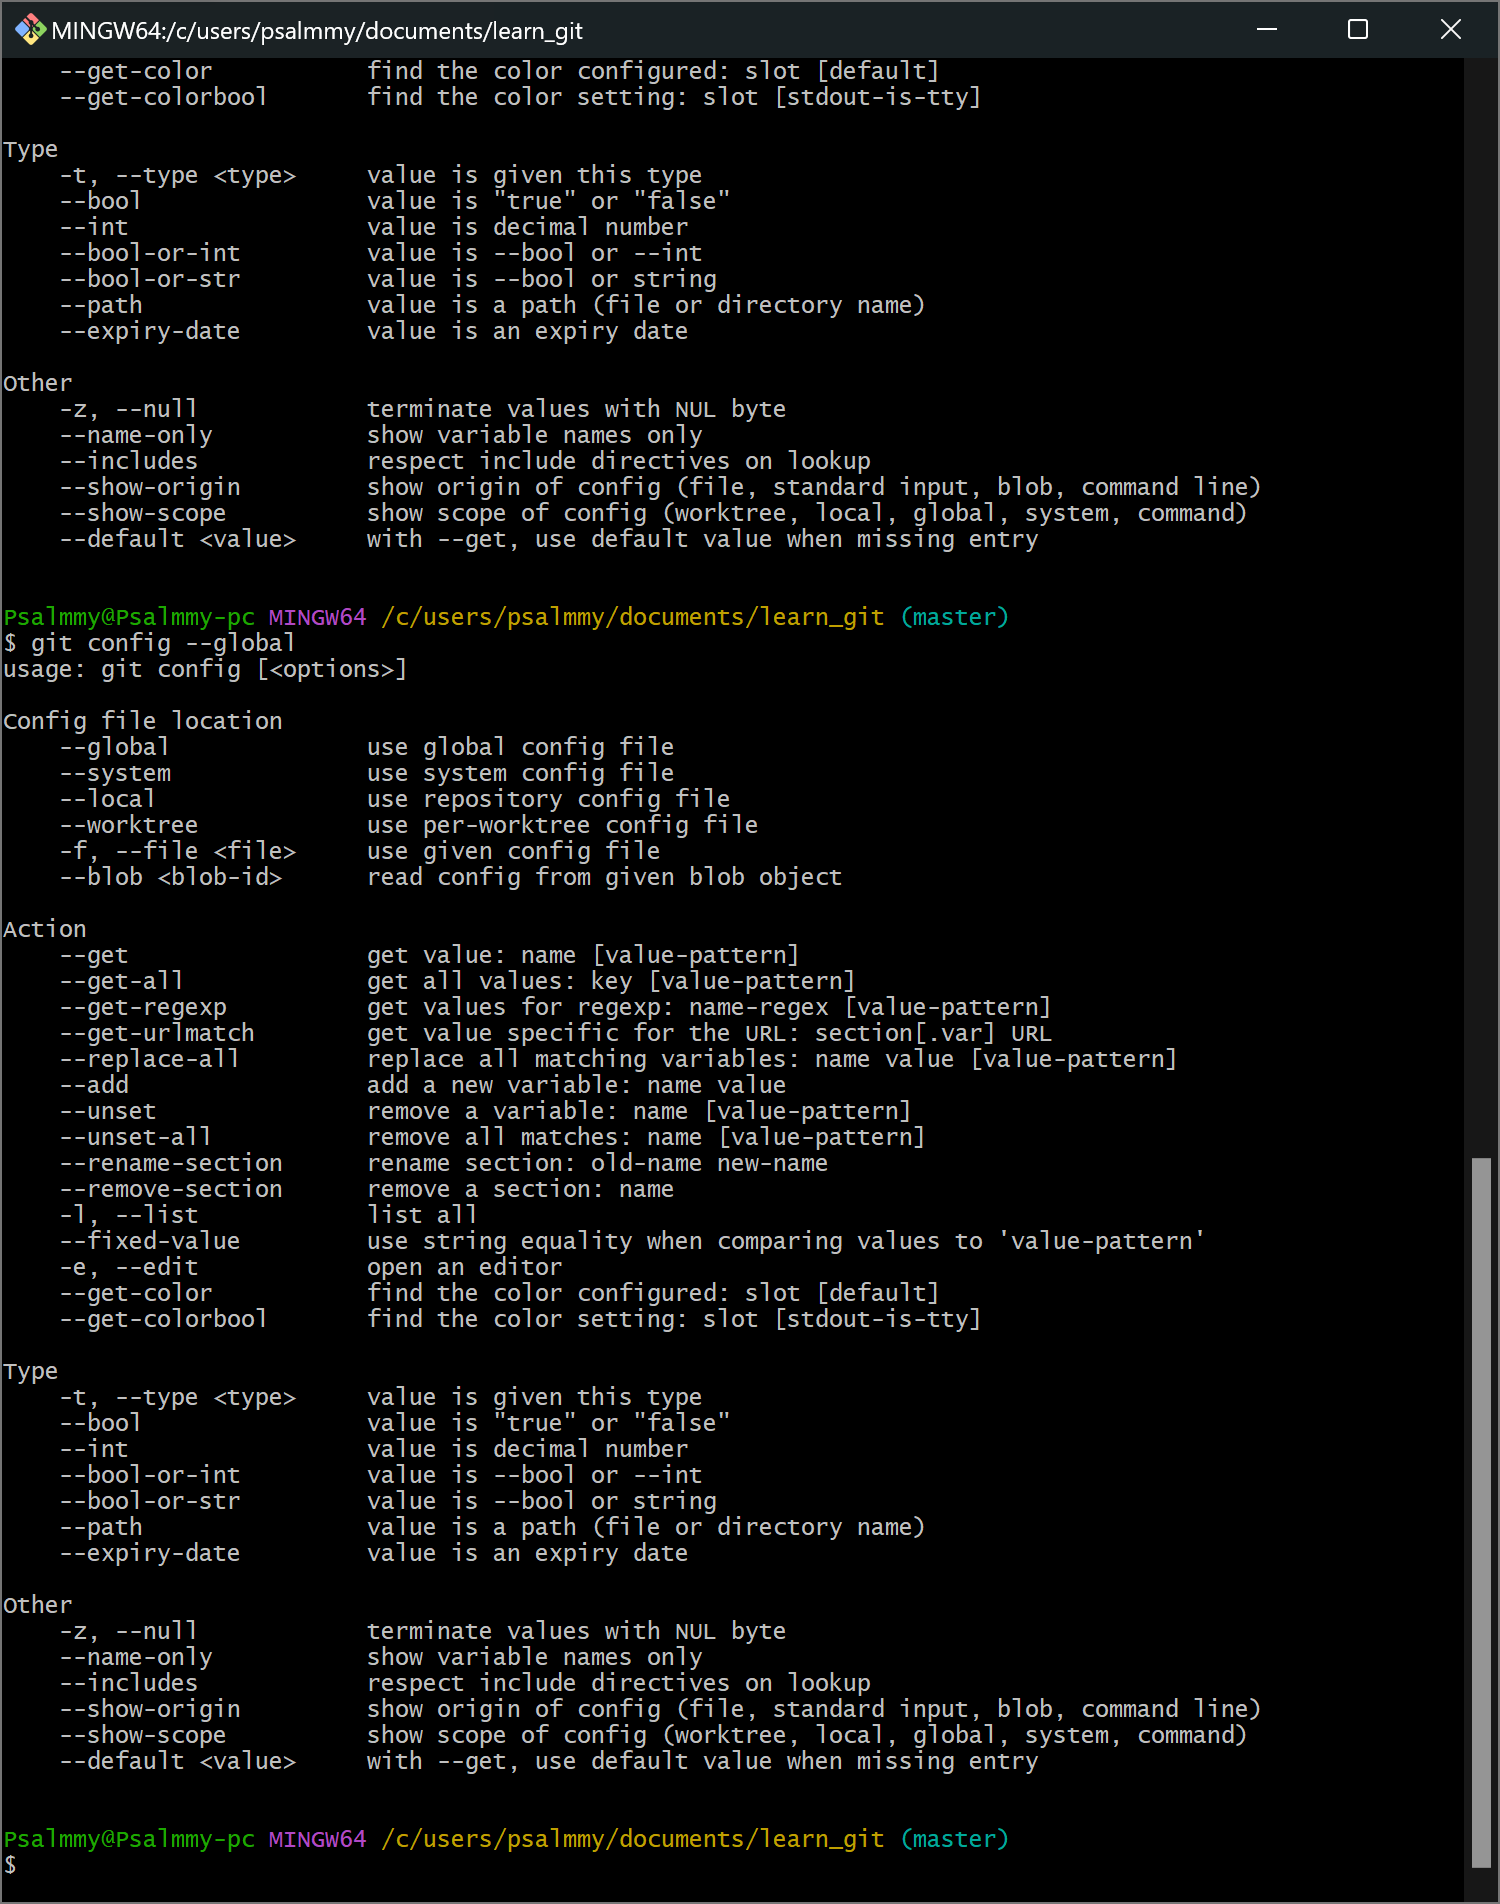 MINGW64:/c/users/psalmmy/documents/learn_git
    --get-color           find the color configured: slot [default]
    --get-colorbool       find the color setting: slot [stdout-is-tty]

Type
    -t, --type <type>     value is given this type
    --bool                value is "true" or "false"
    --int                 value is decimal number
    --bool-or-int         value is --bool or --int
    --bool-or-str         value is --bool or string
    --path                value is a path (file or directory name)
    --expiry-date         value is an expiry date

Other
    -z, --null            terminate values with NUL byte
    --name-only           show variable names only
    --includes            respect include directives on lookup
    --show-origin         show origin of config (file, standard input, blob, command line)
    --show-scope          show scope of config (worktree, local, global, system, command)
    --default <value>     with --get, use default value when missing entry

Psalmmy@Psalmmy-pc MINGW64 /c/users/psalmmy/documents/learn_git (master)
$ git config --global
usage: git config [<options>]

Config file location
    --global              use global config file
    --system              use system config file
    --local               use repository config file
    --worktree            use per-worktree config file
    -f, --file <file>     use given config file
    --blob <blob-id>      read config from given blob object

Action
    --get                 get value: name [value-pattern]
    --get-all             get all values: key [value-pattern]
    --get-regexp          get values for regexp: name-regex [value-pattern]
    --get-urlmatch        get value specific for the URL: section[.var] URL
    --replace-all         replace all matching variables: name value [value-pattern]
    --add                 add a new variable: name value
    --unset               remove a variable: name [value-pattern]
    --unset-all           remove all matches: name [value-pattern]
    --rename-section      rename section: old-name new-name
    --remove-section      remove a section: name
    -l, --list            list all
    --fixed-value         use string equality when comparing values to 'value-pattern'
    -e, --edit            open an editor
    --get-color           find the color configured: slot [default]
    --get-colorbool       find the color setting: slot [stdout-is-tty]

Type
    -t, --type <type>     value is given this type
    --bool                value is "true" or "false"
    --int                 value is decimal number
    --bool-or-int         value is --bool or --int
    --bool-or-str         value is --bool or string
    --path                value is a path (file or directory name)
    --expiry-date         value is an expiry date

Other
    -z, --null            terminate values with NUL byte
    --name-only           show variable names only
    --includes            respect include directives on lookup
    --show-origin         show origin of config (file, standard input, blob, command line)
    --show-scope          show scope of config (worktree, local, global, system, command)
    --default <value>     with --get, use default value when missing entry

Psalmmy@Psalmmy-pc MINGW64 /c/users/psalmmy/documents/learn_git (master)
$